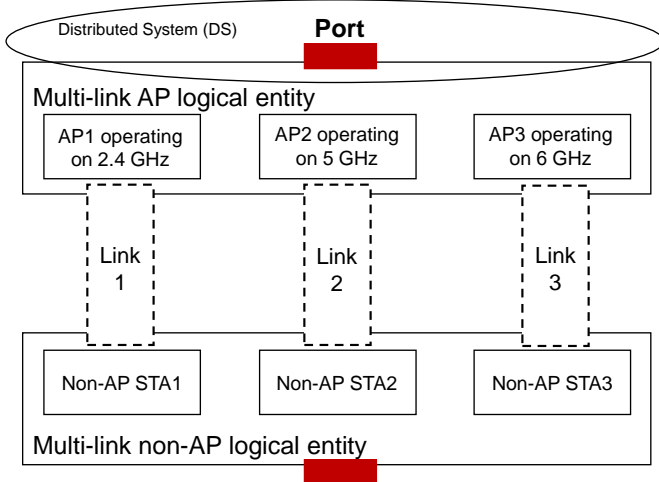 Distributed System (DS)
Port
Multi-link AP logical entity
AP1 operating
on 2.4 GHz
AP2 operating
on 5 GHz
AP3 operating
on 6 GHz
Link
1
Link
2
Link
3
Non-AP STA1
Non-AP STA2
Non-AP STA3
Multi-link non-AP logical entity